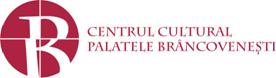 B
CENTRUL CULTURAL
PALATELE BRÂNCOVENEȘTI